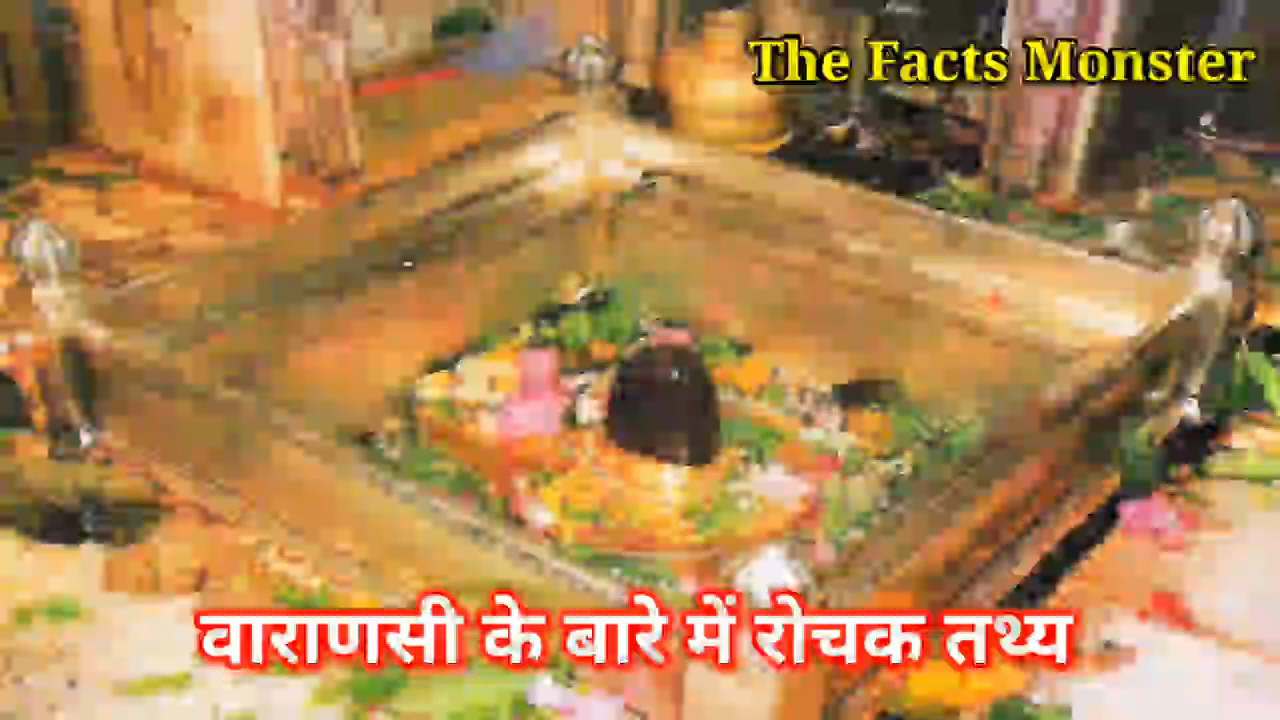 The Facts Monster
वाराणसी के बारे में रोचक तथ्य